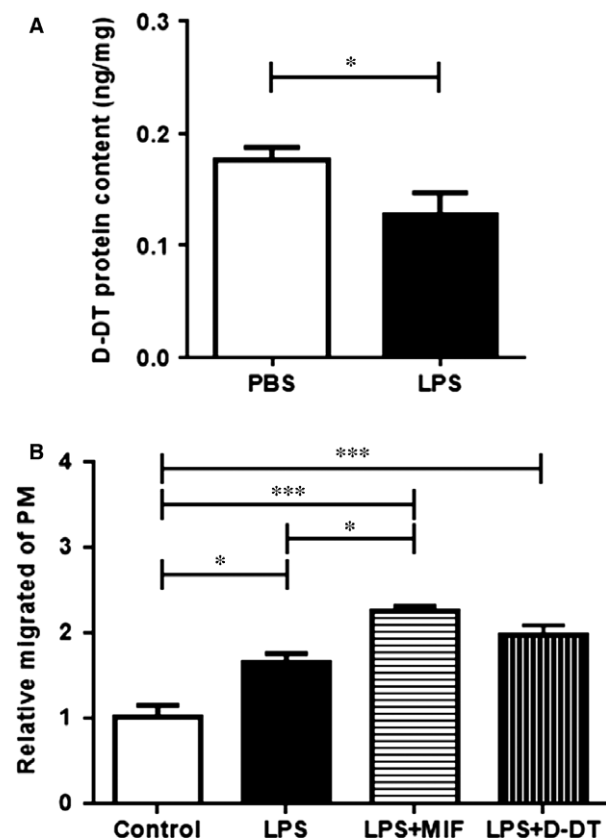 A
D-DT protein content (ng/mg)
0.3
0.2
0.1
0.0
*
PBS LPS
B
Relative migrated of PM
4
3
2
1
0
***
***
*
*
Control LPS LPS+MIF LPS+D-DT